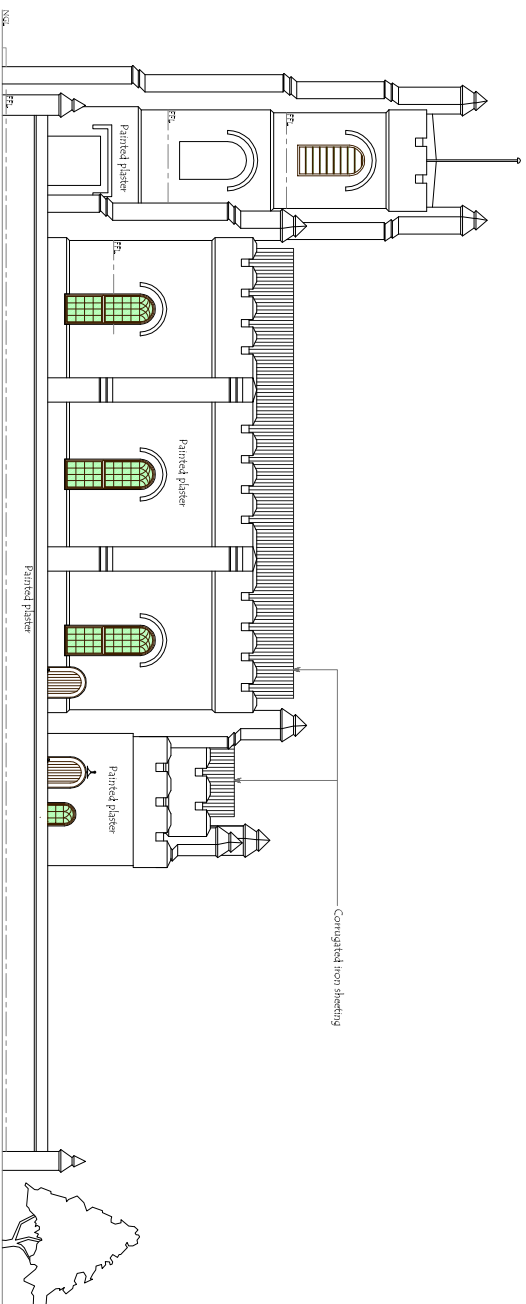 Corrugated iron sheeting
FFL
FFL
Painted plaster
Painted plaster
FFL
Painted plaster
FFL
Painted plaster
NGL